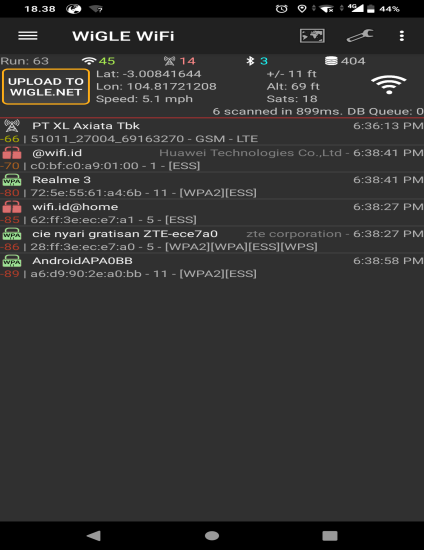 18.38 4G 44%
WiGLE WiFi
Run: 63 45 14 3 404
UPLOAD TO
WIGLE.NET
Lat: -3.00841644 +/- 11 ft
Lon: 104.81721208 Alt: 69 ft
Speed: 5.1 mph Sats: 18
6 scanned in 899ms. DB Queue: 0
PT XL Axiata Tbk 6:36:13 PM
-66 | 51011_27004_69163270 - GSM - LTE
@wifi.id Huawei Technologies Co.,Ltd - 6:38:41 PM
-70 | c0:bf:c0:a9:01:00 - 1 - [ESS]
WPA Realme 3 6:38:41 PM
-80 | 72:5e:55:61:a4:6b - 11 - [WPA2][ESS]
wifi.id@home 6:38:27 PM
-85 | 62:ff:3e:ec:e7:a1 - 5 - [ESS]
WPA cie nyari gratisan ZTE-ece7a0 zte corporation - 6:38:27 PM
-86 | 28:ff:3e:ec:e7:a0 - 5 - [WPA2][WPA][ESS][WPS]
WPA AndroidAPA0BB 6:38:58 PM
-89 | a6:d9:90:2e:a0:bb - 11 - [WPA2][ESS]